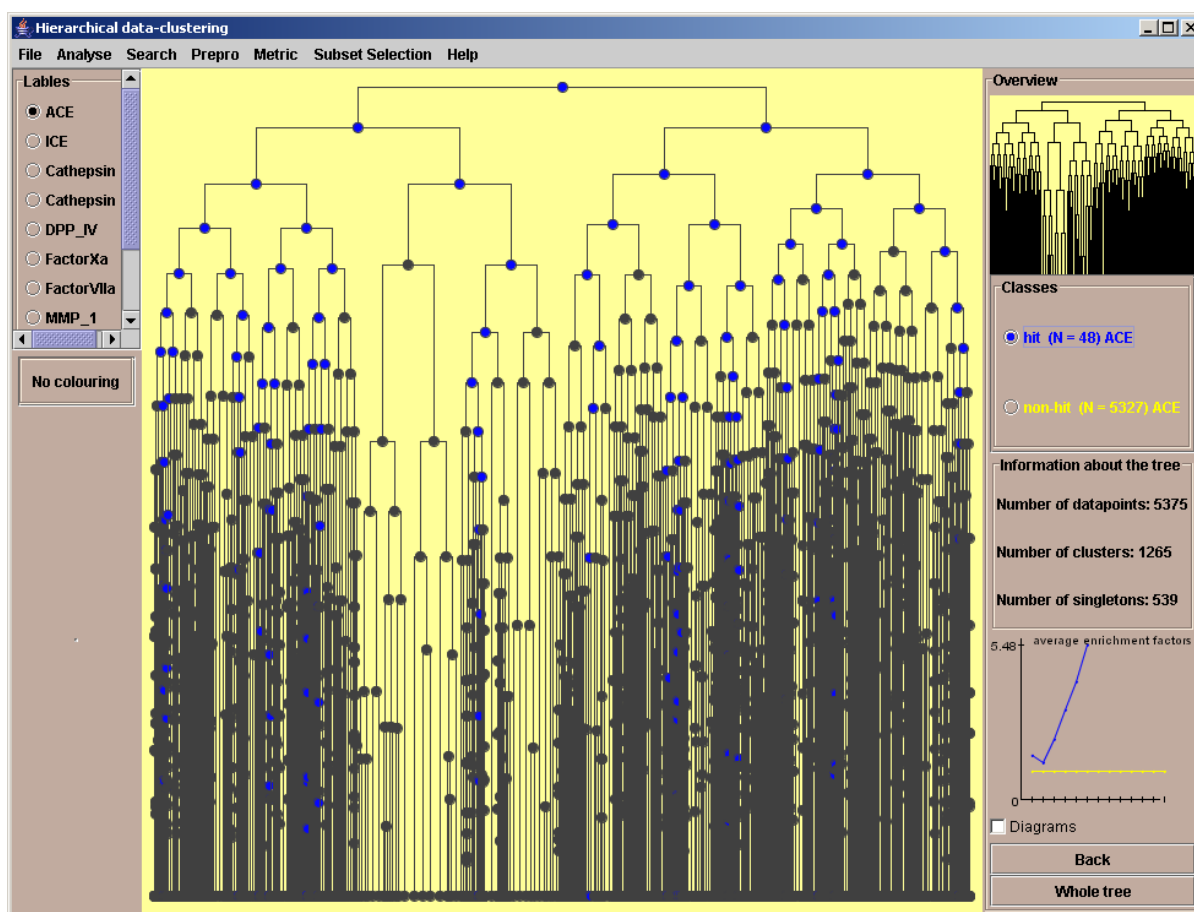 Hierarchical data-clustering
File Analyse Search Prepro Metric Subset Selection Help
Lables
ACE
ICE
Cathepsin
Cathepsin
DPP_IV
FactorXa
FactorVIIa
MMP_1
No colouring
Overview
Classes
hit (N = 48) ACE
non-hit (N = 5327) ACE
Information about the tree
Number of datapoints: 5375
Number of clusters: 1265
Number of singletons: 539
average enrichment factors
5.48
0
Diagrams
Back
Whole tree